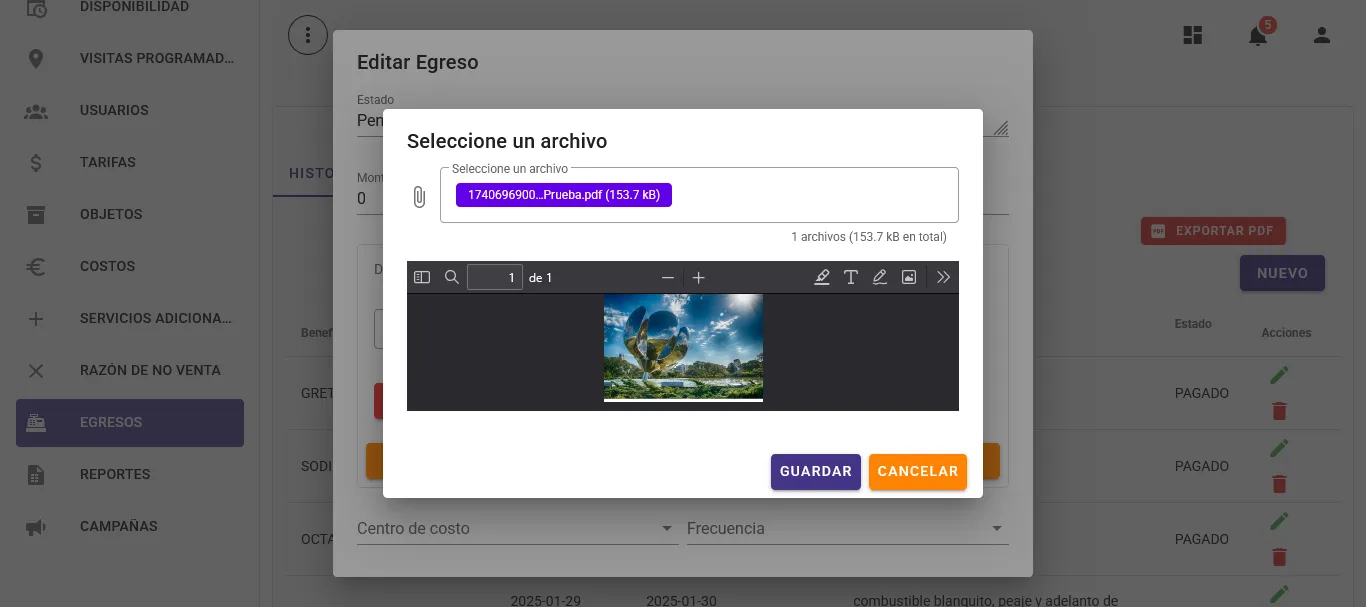 DISPONIBILIDAD
VISITAS PROGRAMAD...
USUARIOS
TARIFAS
OBJETOS
COSTOS
SERVICIOS ADICIONA...
RAZÓN DE NO VENTA
EGRESOS
REPORTES
CAMPAÑAS
5
Editar Egreso
Estado
Pen
HISTO
Mont
0
D
Seleccione un archivo
Seleccione un archivo
1740696900...Prueba.pdf (153.7 kB)
1 archivos (153.7 kB en total)
1 de 1
GUARDAR
CANCELAR
PDF EXPORTAR PDF
NUEVO
Benef
Estado
Acciones
GRET
PAGADO
SODI
PAGADO
OCTA
PAGADO
Centro de costo
Frecuencia
2025-01-29
2025-01-30
combustible blanquito, peaje y adelanto de